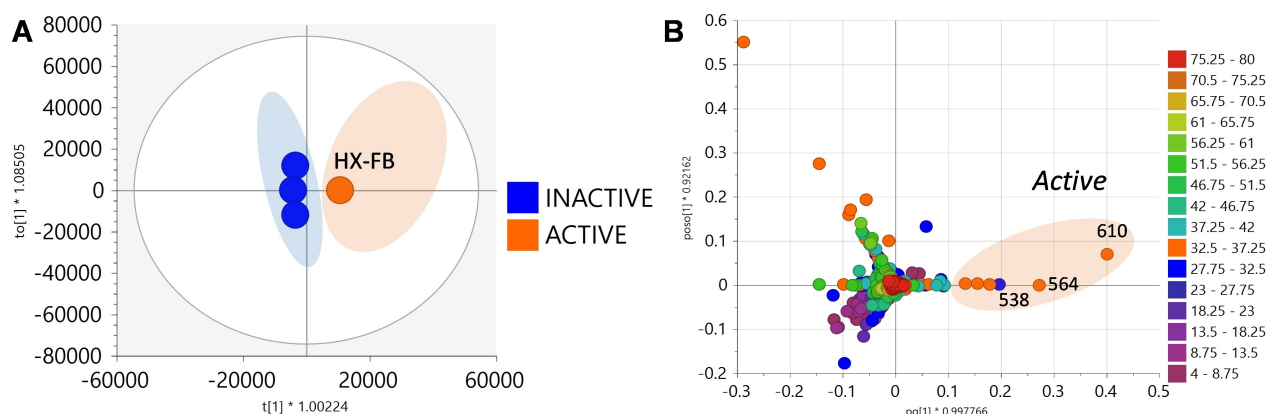 A
80000
60000
40000
20000
0
-20000
-40000
-60000
-80000
-60000
-20000
20000
60000
to[1] * 1.08505
t[1] * 1.00224
HX-FB
INACTIVE
ACTIVE
B
0.6
0.5
0.4
0.3
0.2
0.1
0
-0.1
-0.2
-0.3
-0.2
-0.1
0
0.1
0.2
0.3
0.4
0.5
poso[1] * 0.92162
pq[1] * 0.997766
Active
610
564
538
75.25 - 80
70.5 - 75.25
65.75 - 70.5
61 - 65.75
56.25 - 61
51.5 - 56.25
46.75 - 51.5
42 - 46.75
37.25 - 42
32.5 - 37.25
27.75 - 32.5
23 - 27.75
18.25 - 23
13.5 - 18.25
8.75 - 13.5
4 - 8.75